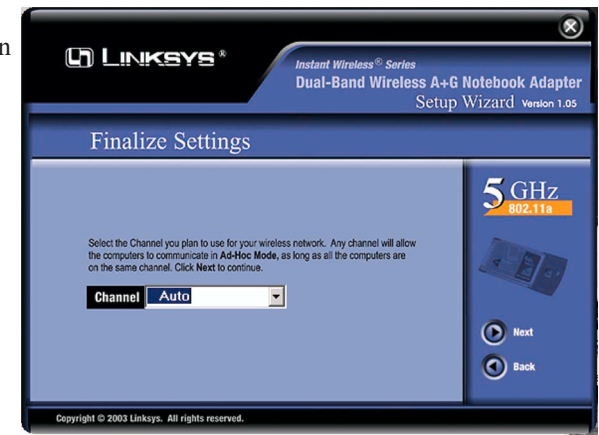 n
LINKSYS®
Instant Wireless® Series
Dual-Band Wireless A+G Notebook Adapter
Setup Wizard Version 1.05
Finalize Settings
5 GHz
802.11a
Select the Channel you plan to use for your wireless network. Any channel will allow
the computers to communicate in Ad-Hoc Mode, as long as all the computers are
on the same channel. Click Next to continue.
Channel Auto
Next
Back
Copyright © 2003 Linksys. All rights reserved.